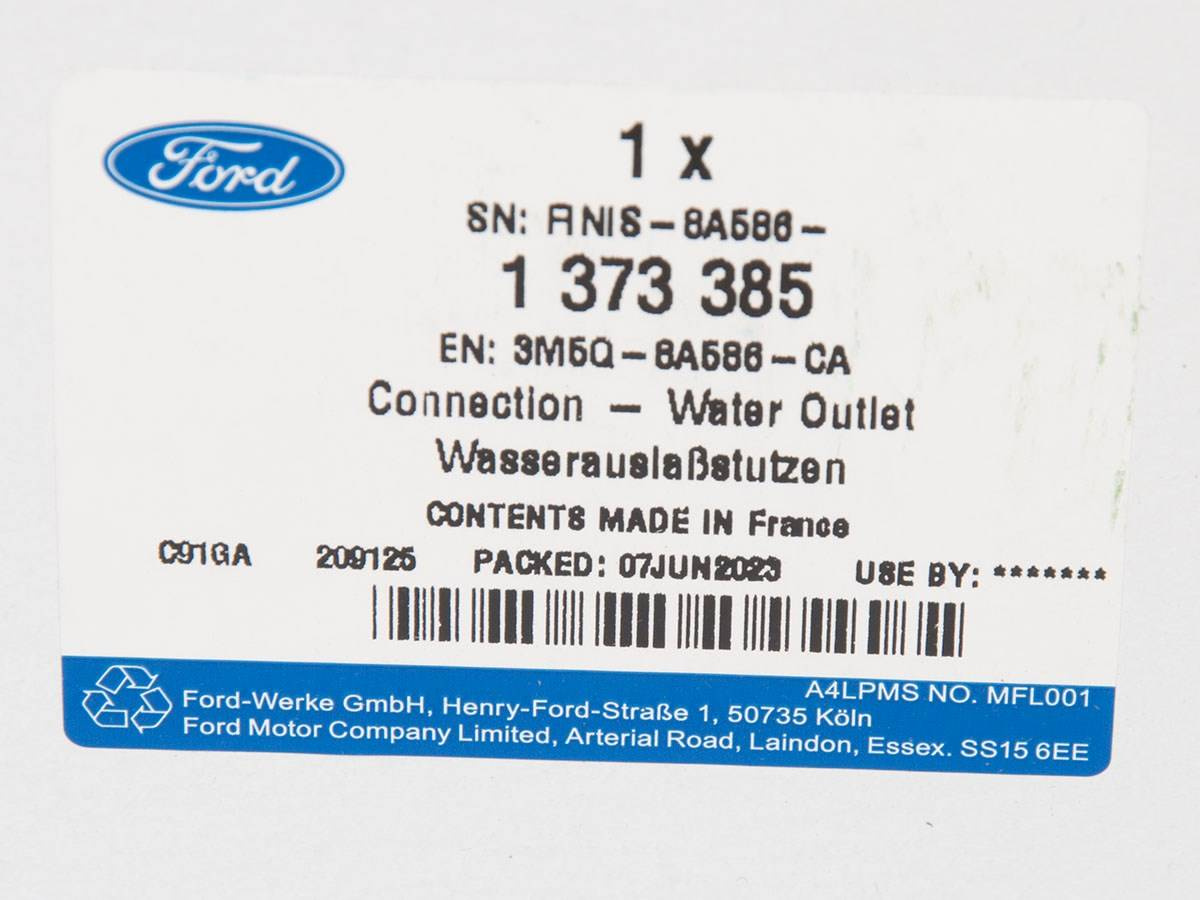 Ford
1 x
SN: FINIS-8A586-
1 373 385
EN: 3M5Q-8A586-CA
Connection - Water Outlet
Wasserauslaßstutzen
CONTENTS MADE IN France
C91GA 209125 PACKED: 07JUN2023 USE BY: *******
A4LPMS NO. MFL001
Ford-Werke GmbH, Henry-Ford-Straße 1, 50735 Köln
Ford Motor Company Limited, Arterial Road, Laindon, Essex. SS15 6EE